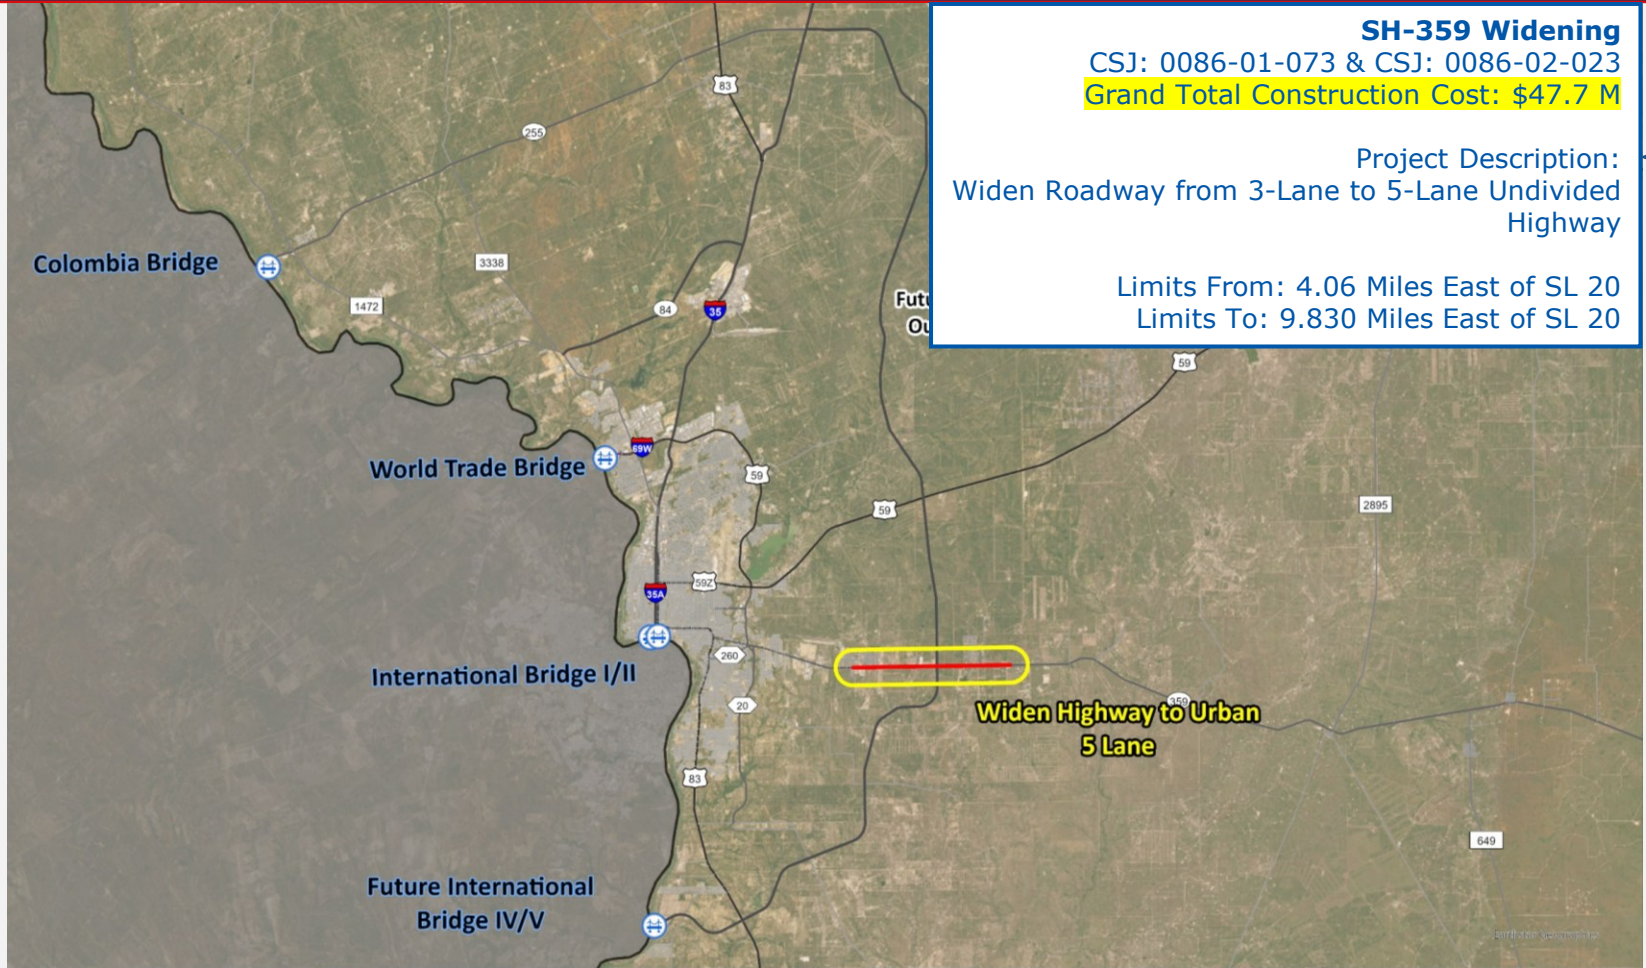 SH-359 Widening
CSJ: 0086-01-073 & CSJ: 0086-02-023
Grand Total Construction Cost: $47.7 M
Project Description:
Widen Roadway from 3-Lane to 5-Lane Undivided
Highway
Limits From: 4.06 Miles East of SL 20
Limits To: 9.830 Miles East of SL 20
83
255
Colombia Bridge
3338
1472
84
35
Futu
Ou
59
69W
World Trade Bridge
59
59
2895
59Z
35A
260
International Bridge I/II
20
359
Widen Highway to Urban
5 Lane
83
649
Future International
Bridge IV/V